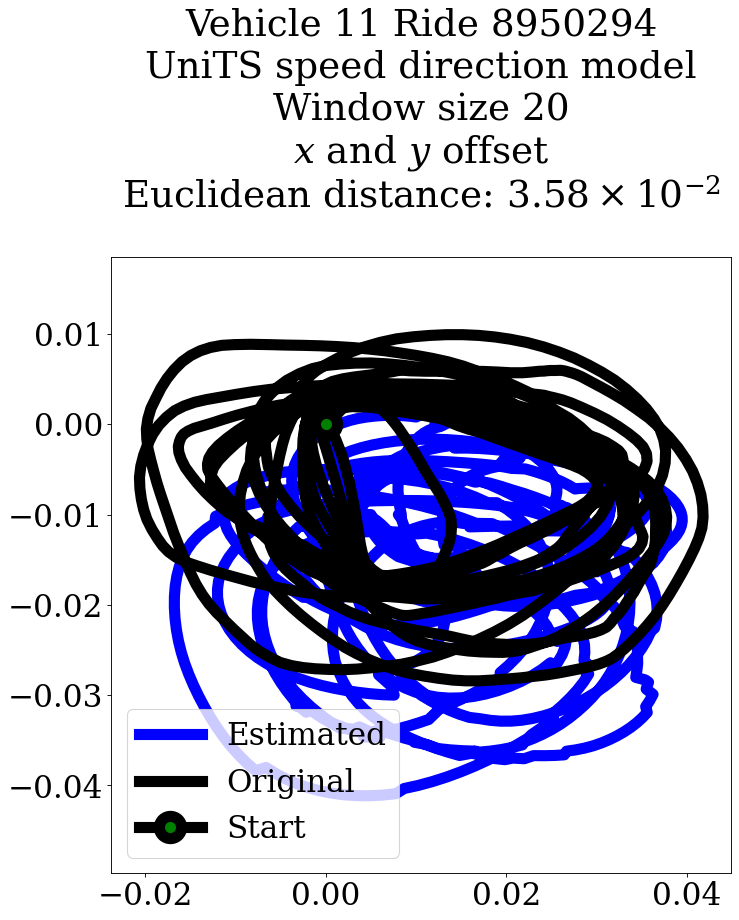 Vehicle 11 Ride 8950294
UniTS speed direction model
Window size 20
x and y offset
Euclidean distance: 3.58 × 10⁻²
0.01
0.00
−0.01
−0.02
−0.03
−0.04
Estimated
Original
Start
−0.02 0.00 0.02 0.04